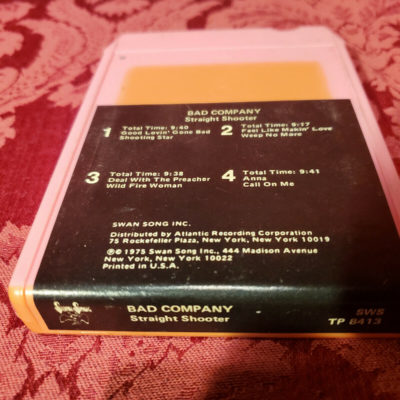 BAD COMPANY
Straight Shooter
1 Total Time: 9:40
Good Lovin' Gone Bad
Shooting Star
2 Total Time: 9:17
Feel Like Makin' Love
Weep No More
3 Total Time: 9:38
Deal With The Preacher
Wild Fire Woman
4 Total Time: 9:41
Anna
Call On Me
SWAN SONG INC.
Distributed by Atlantic Recording Corporation
75 Rockefeller Plaza, New York, New York 10019
℗©1975 Swan Song Inc., 444 Madison Avenue
New York, New York 10022
Printed in U.S.A.
Swan Song
BAD COMPANY
Straight Shooter
SWS
TP 8413